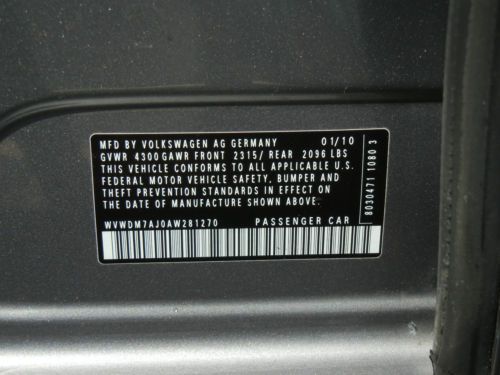 MFD BY VOLKSWAGEN AG GERMANY 01/10
GVWR 4300 GAWR FRONT 2315/ REAR 2096 LBS
THIS VEHICLE CONFORMS TO ALL APPLICABLE
FEDERAL MOTOR VEHICLE SAFETY, BUMPER AND
THEFT PREVENTION STANDARDS IN EFFECT ON
THE DATE OF MANUFACTURE SHOWN ABOVE.
WVWDM7AJ0AW281270 PASSENGER CAR
8030471 1080 3